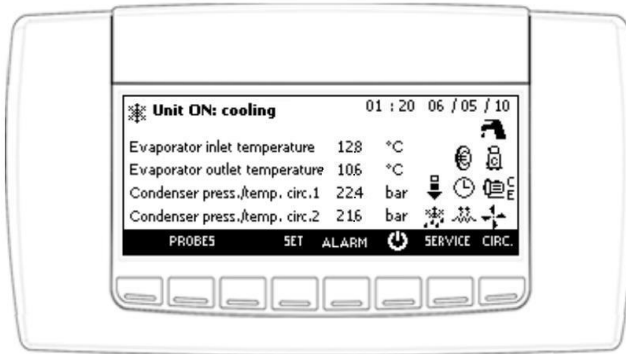 Unit ON: cooling 01 : 20 06 / 05 / 10
Evaporator inlet temperature 12.8 °C
Evaporator outlet temperature 10.6 °C
Condenser press./temp. circ.1 22.4 bar
Condenser press./temp. circ.2 21.6 bar
PROBES SET ALARM SERVICE CIRC.
C
E